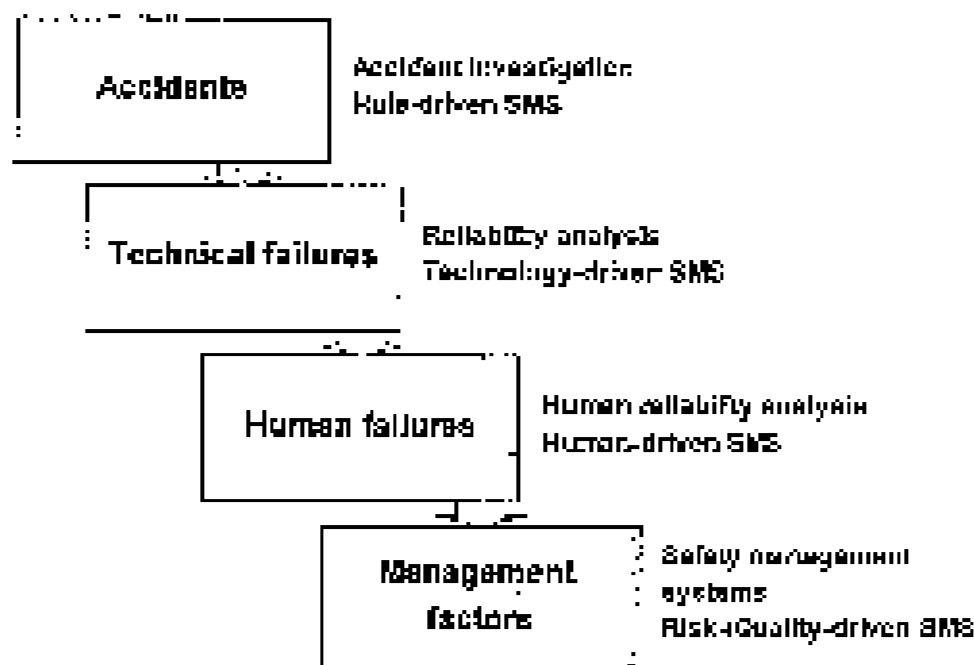 Accidents
Accident investigation
Rule-driven SMS
Technical failures
Reliability analysis
Technology-driven SMS
Human failures
Human reliability analysis
Human-driven SMS
Management
factors
Safety management
systems
Risk+Quality-driven SMS